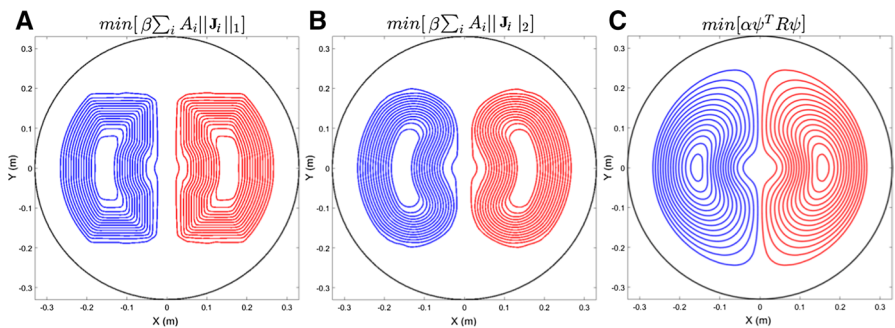 A
min[ β∑ᵢ Aᵢ||Jᵢ||₁]
Y (m)
0.3
0.2
0.1
0
-0.1
-0.2
-0.3
-0.3 -0.2 -0.1 0 0.1 0.2 0.3
X (m)
B
min[ β∑ᵢ Aᵢ||Jᵢ|₂]
Y (m)
0.3
0.2
0.1
0
-0.1
-0.2
-0.3
-0.3 -0.2 -0.1 0 0.1 0.2 0.3
X (m)
C
min[αψᵀRψ]
Y (m)
0.3
0.2
0.1
0
-0.1
-0.2
-0.3
-0.3 -0.2 -0.1 0 0.1 0.2 0.3
X (m)